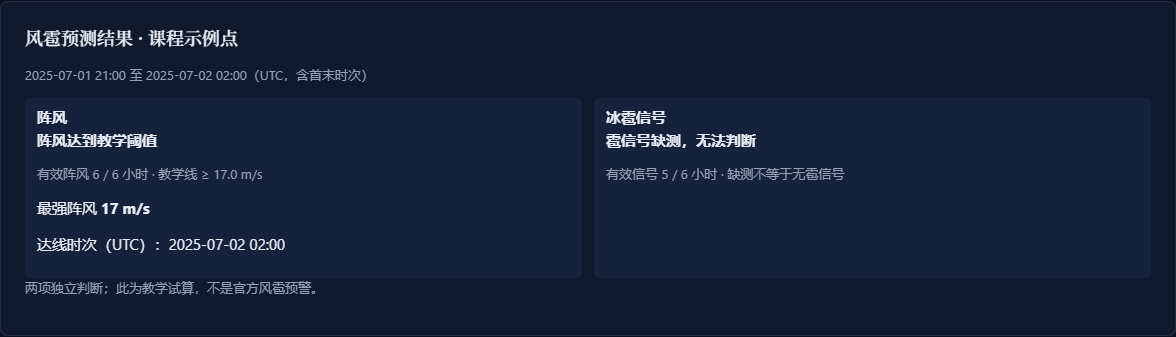 风雹预测结果 · 课程示例点
2025-07-01 21:00 至 2025-07-02 02:00（UTC，含首末时次）
阵风
阵风达到教学阈值
有效阵风 6 / 6 小时 · 教学线 ≥ 17.0 m/s
最强阵风 17 m/s
达线时次（UTC）：2025-07-02 02:00
冰雹信号
雹信号缺测，无法判断
有效信号 5 / 6 小时 · 缺测不等于无雹信号
两项独立判断；此为教学试算，不是官方风雹预警。